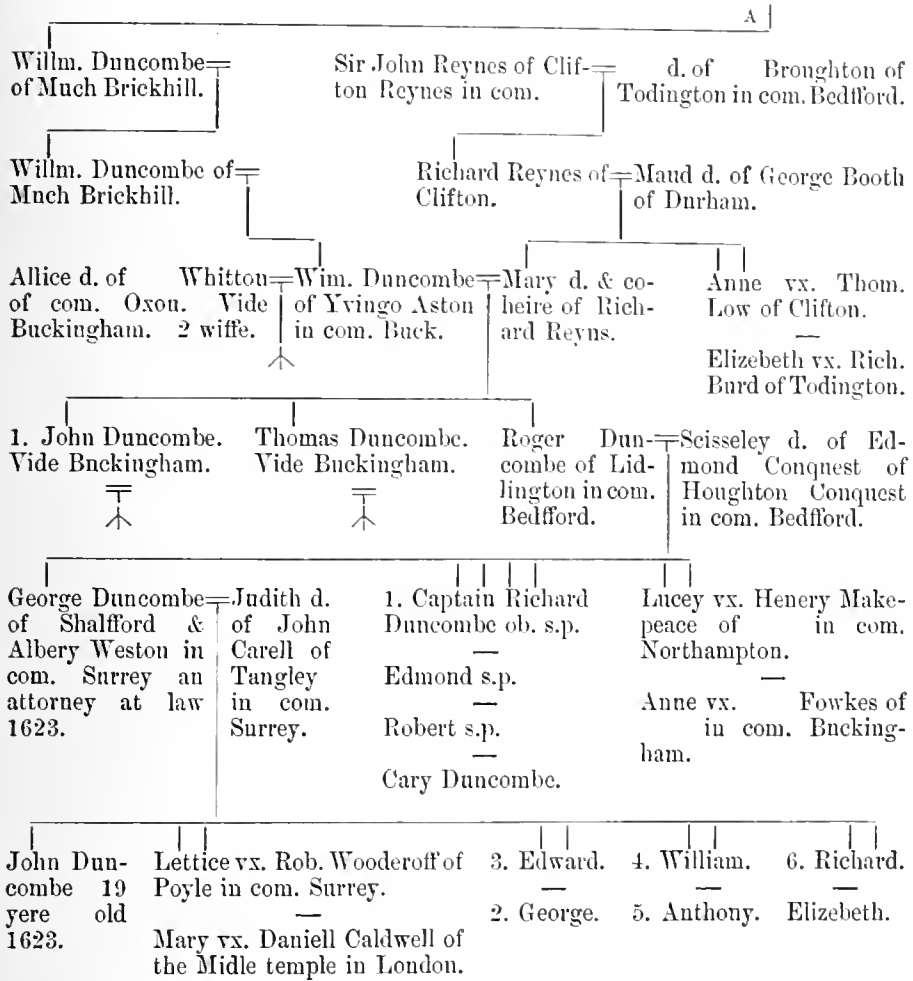 A
Willm. Duncombe
of Much Brickhill.
Sir John Reynes of Clif-
ton Reynes in com.
d. of Broughton of
Todington in com. Bedfford.
Willm. Duncombe of
Much Brickhill.
Richard Reynes of
Clifton.
Maud d. of George Booth
of Durham.
Allice d. of Whitton
of com. Oxon. Vide
Buckingham. 2 wiffe.
Wim. Duncombe
of Yvingo Aston
in com. Buck.
Mary d. & co-
heire of Rich-
ard Reyns.
Anne vx. Thom.
Low of Clifton.
—
Elizebeth vx. Rich.
Burd of Todington.
1. John Duncombe.
Vide Buckingham.
Thomas Duncombe.
Vide Buckingham.
Roger Dun-
combe of Lid-
lington in com.
Bedfford.
Scisseley d. of Ed-
mond Conquest of
Houghton Conquest
in com. Bedfford.
George Duncombe
of Shalfford &
Albery Weston in
com. Surrey an
attorney at law
1623.
Judith d.
of John
Carell of
Tangley
in com.
Surrey.
1. Captain Richard
Duncombe ob. s.p.
—
Edmond s.p.
—
Robert s.p.
—
Cary Duncombe.
Lucey vx. Henery Make-
peace of in com.
Northampton.
—
Anne vx. Fowkes of
in com. Bucking-
ham.
John Dun-
combe 19
yere old
1623.
Lettice vx. Rob. Wooderoff of
Poyle in com. Surrey.
—
Mary vx. Daniell Caldwell of
the Midle temple in London.
3. Edward.
—
2. George.
4. William.
—
5. Anthony.
6. Richard.
—
Elizebeth.